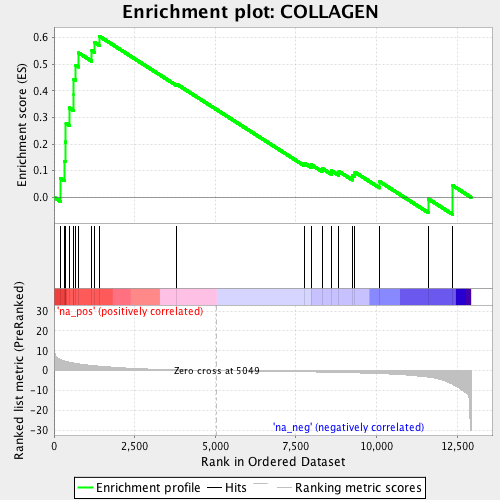 Enrichment plot: COLLAGEN
Enrichment score (ES)
0.6
0.5
0.4
0.3
0.2
0.1
0.0
'na_pos' (positively correlated)
Ranked list metric (PreRanked)
30
20
10
0
-10
-20
-30
Zero cross at 5049
'na_neg' (negatively correlated)
0 2,500 5,000 7,500 10,000 12,500
Rank in Ordered Dataset
Enrichment profile Hits Ranking metric scores